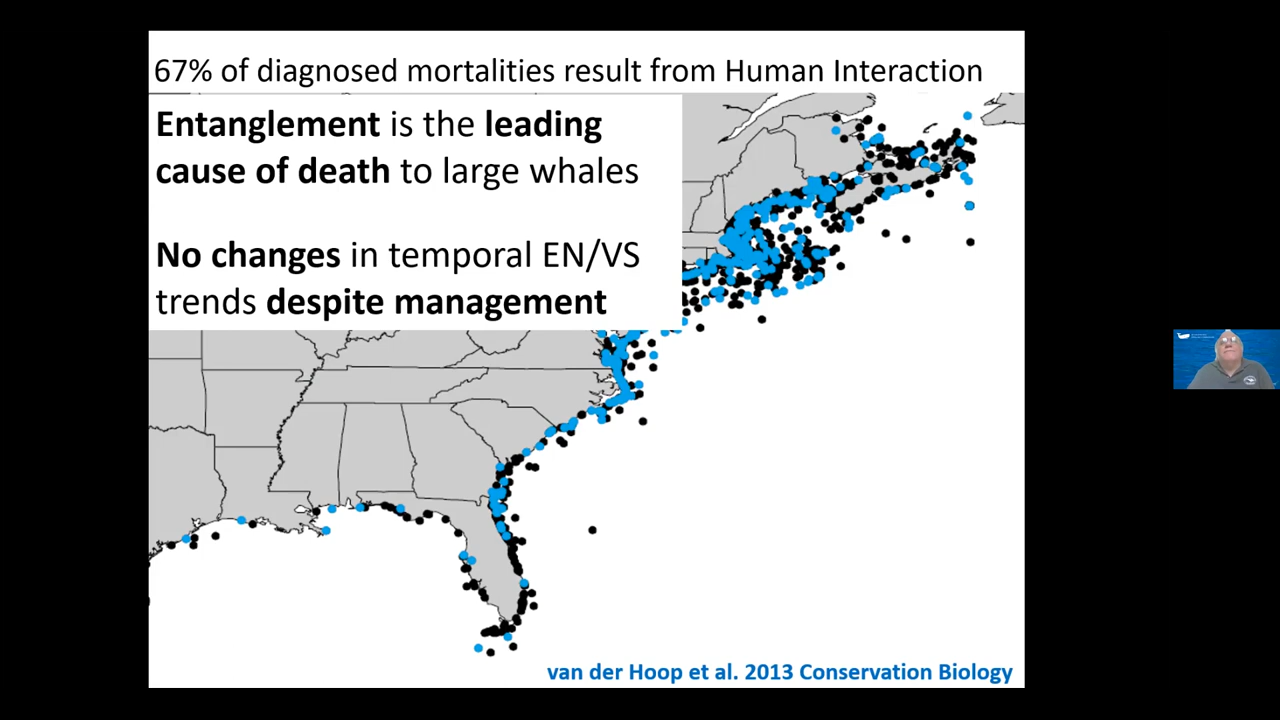 67% of diagnosed mortalities result from Human Interaction
Entanglement is the leading
cause of death to large whales
No changes in temporal EN/VS
trends despite management
van der Hoop et al. 2013 Conservation Biology